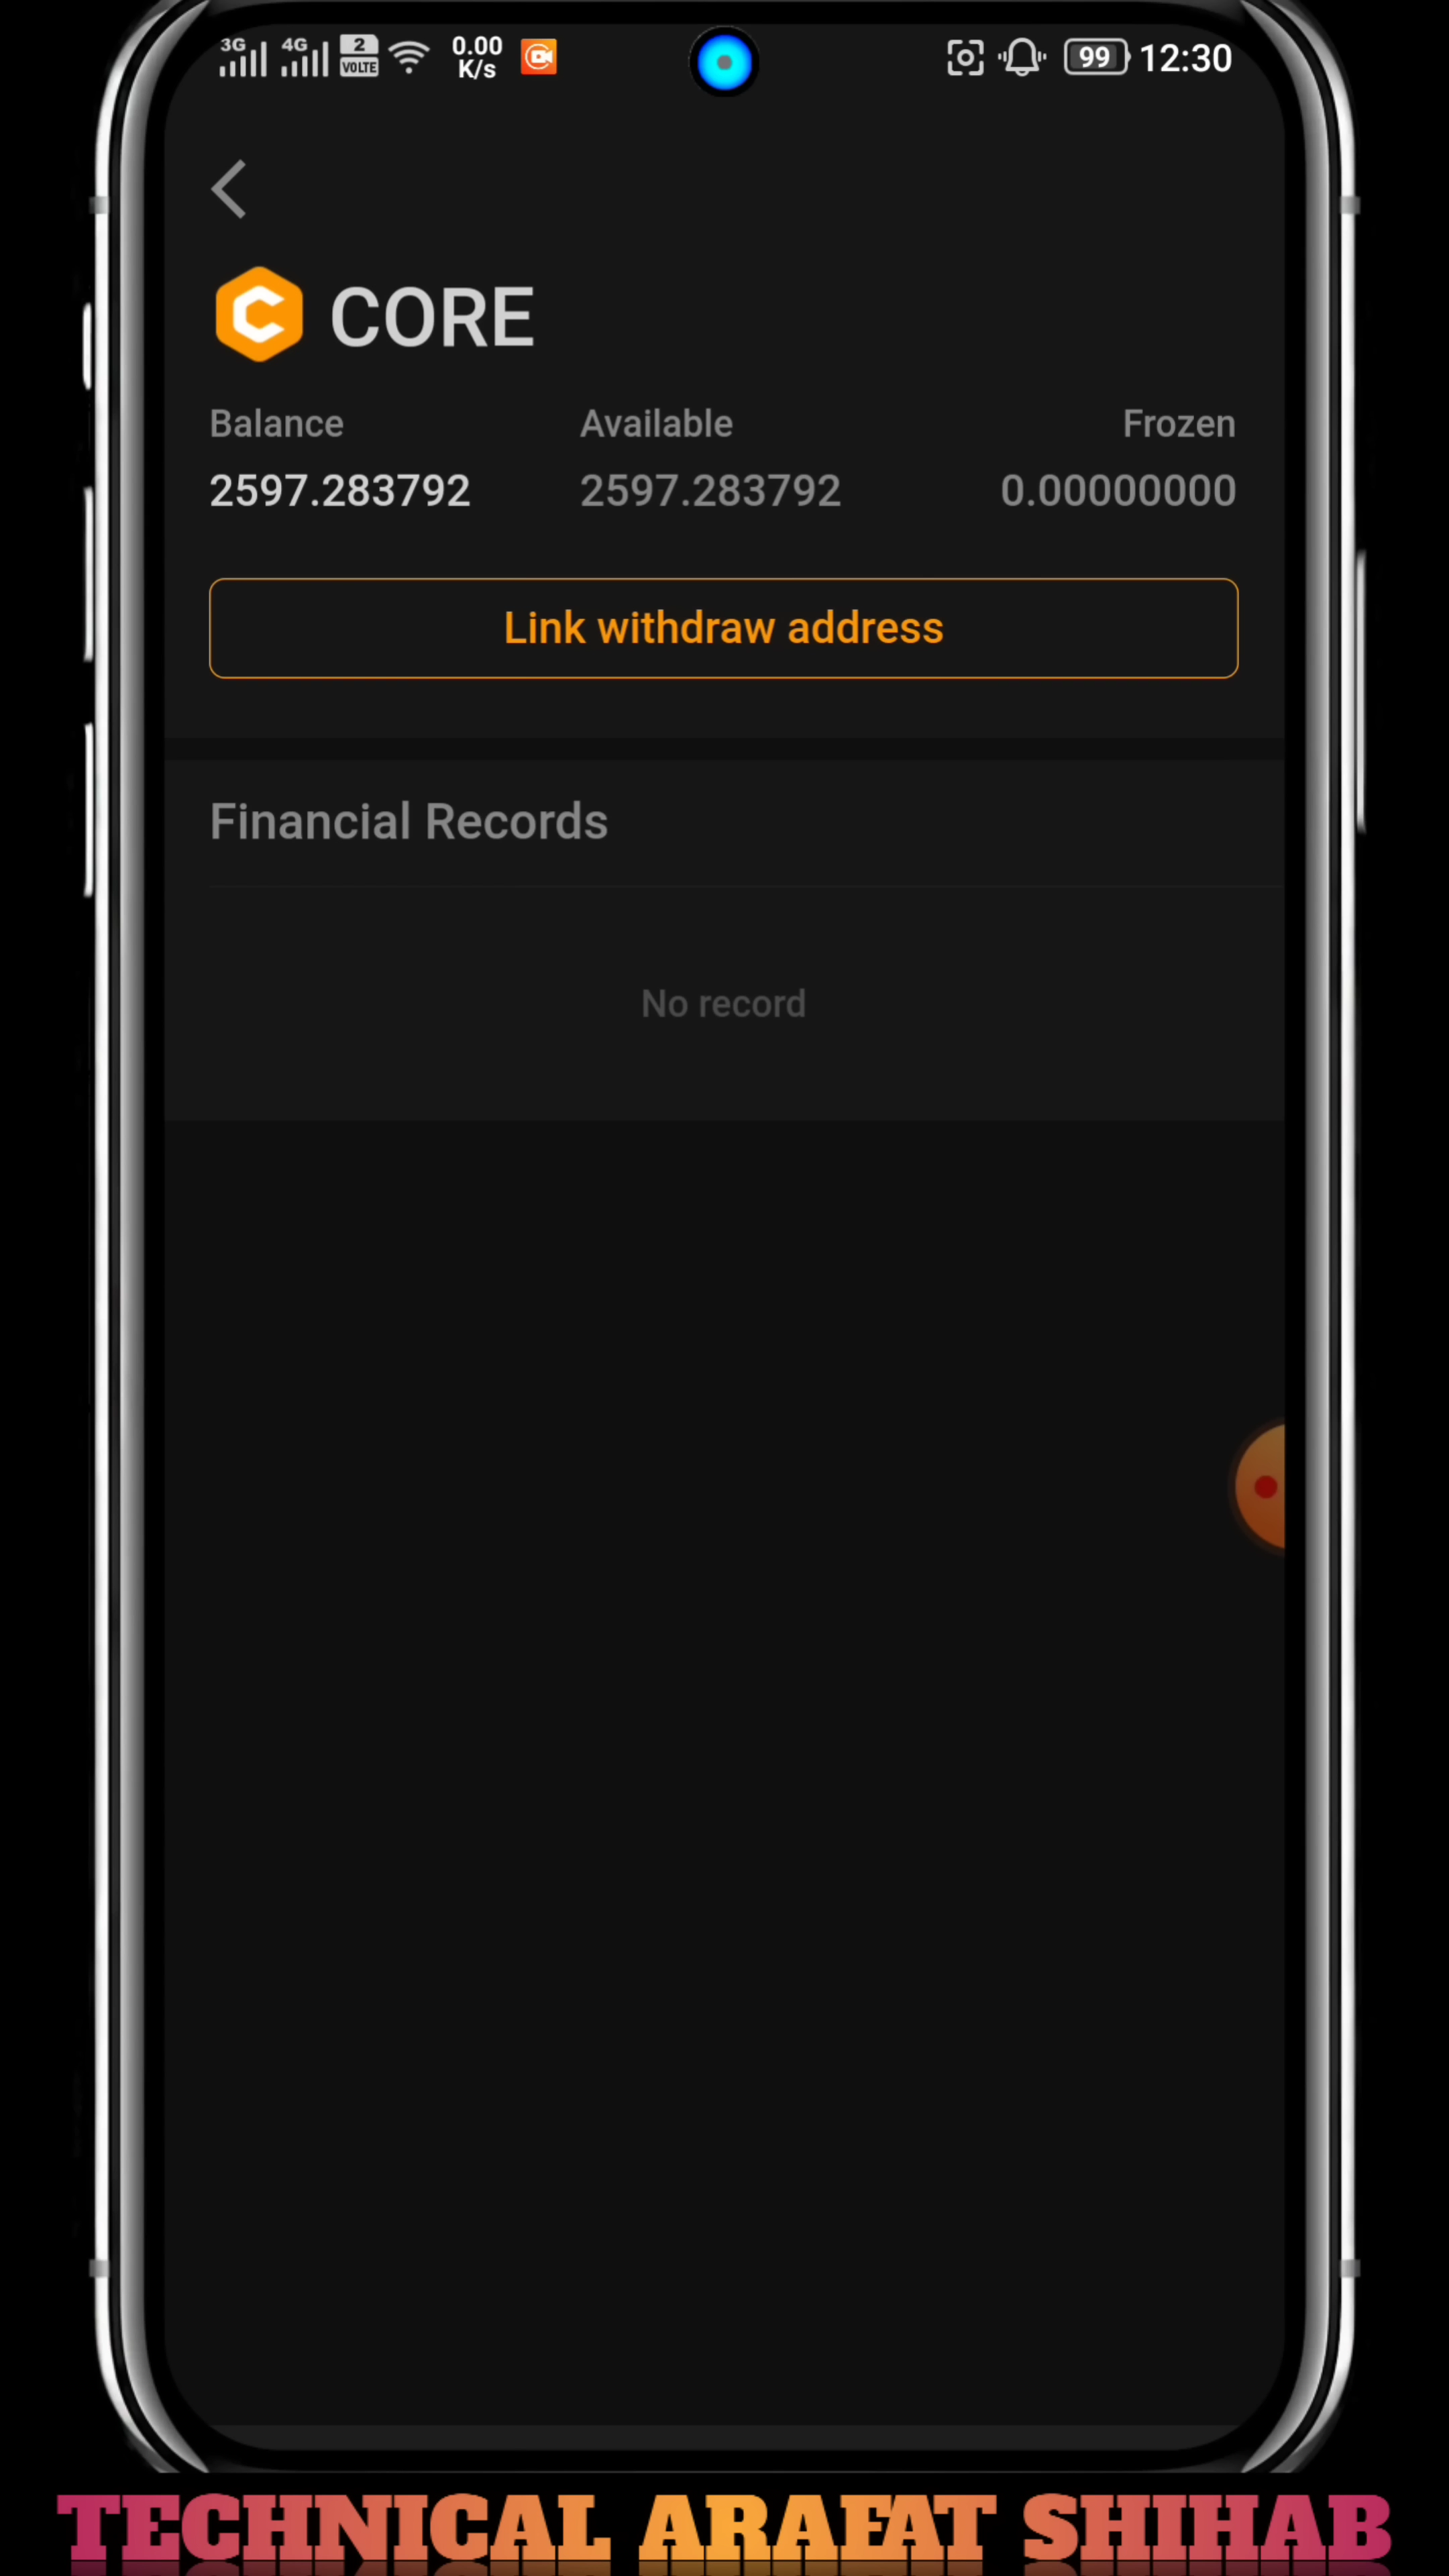 3G 4G 2 VOLTE 0.00 K/s 99 12:30
CORE
Balance Available Frozen
2597.283792 2597.283792 0.00000000
Link withdraw address
Financial Records
No record
TECHNICAL ARAFAT SHIHAB